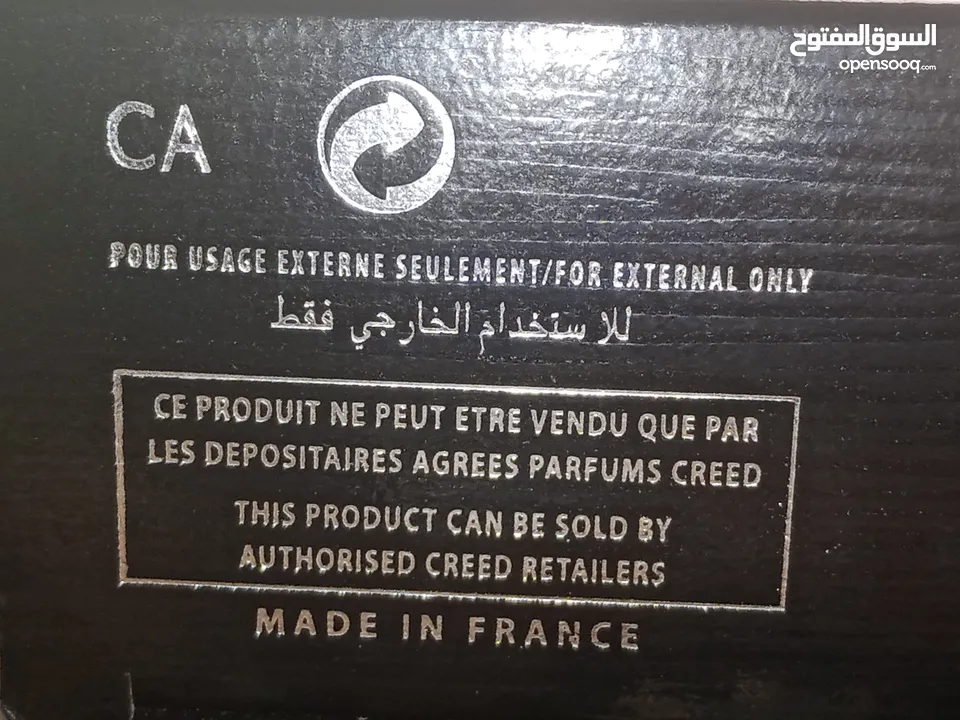 السوق المفتوح
opensooq.com
CA
POUR USAGE EXTERNE SEULEMENT/FOR EXTERNAL ONLY
للاستخدام الخارجي فقط
CE PRODUIT NE PEUT ETRE VENDU QUE PAR
LES DEPOSITAIRES AGREES PARFUMS CREED
THIS PRODUCT CAN BE SOLD BY
AUTHORISED CREED RETAILERS
MADE IN FRANCE